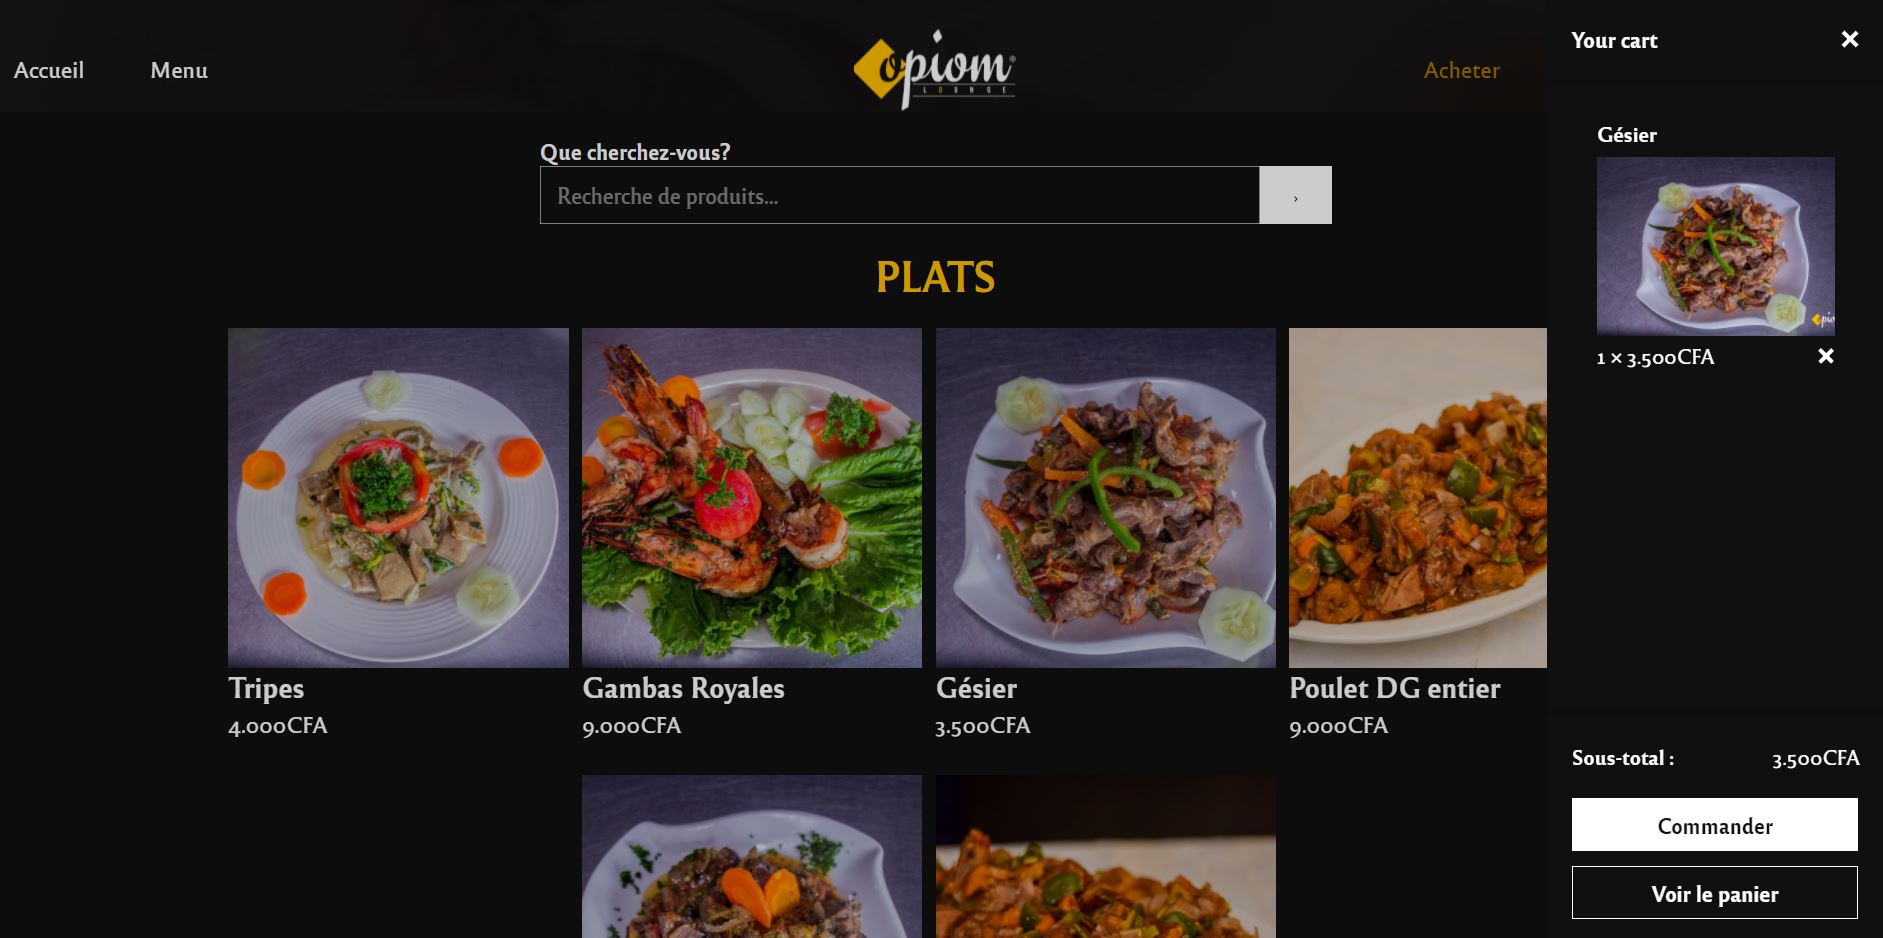 Accueil
Menu
opiom®
LOUNGE
Acheter
Que cherchez-vous?
Recherche de produits...
›
PLATS
Tripes
4.000CFA
Gambas Royales
9.000CFA
Gésier
3.500CFA
Poulet DG entier
9.000CFA
Your cart
Gésier
opio
1 × 3.500CFA
Sous-total :
3.500CFA
Commander
Voir le panier